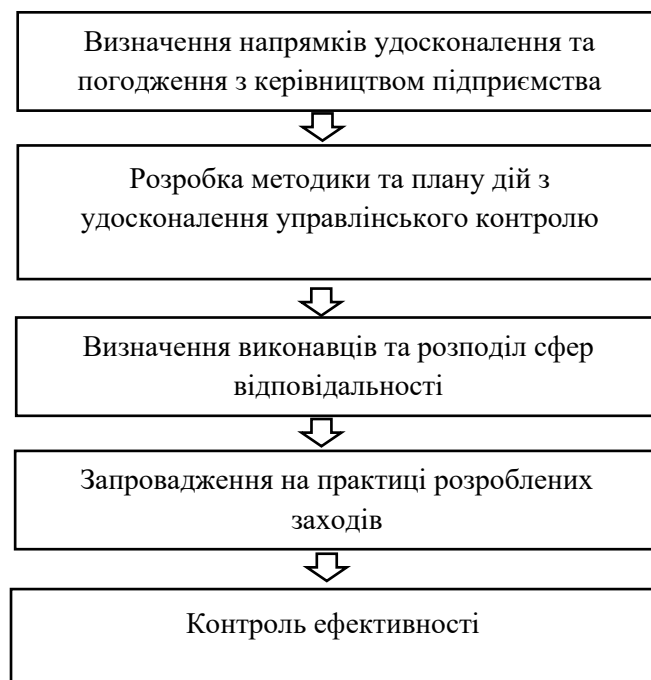 Визначення напрямків удосконалення та
погодження з керівництвом підприємства
Розробка методики та плану дій з
удосконалення управлінського контролю
Визначення виконавців та розподіл сфер
відповідальності
Запровадження на практиці розроблених
заходів
Контроль ефективності